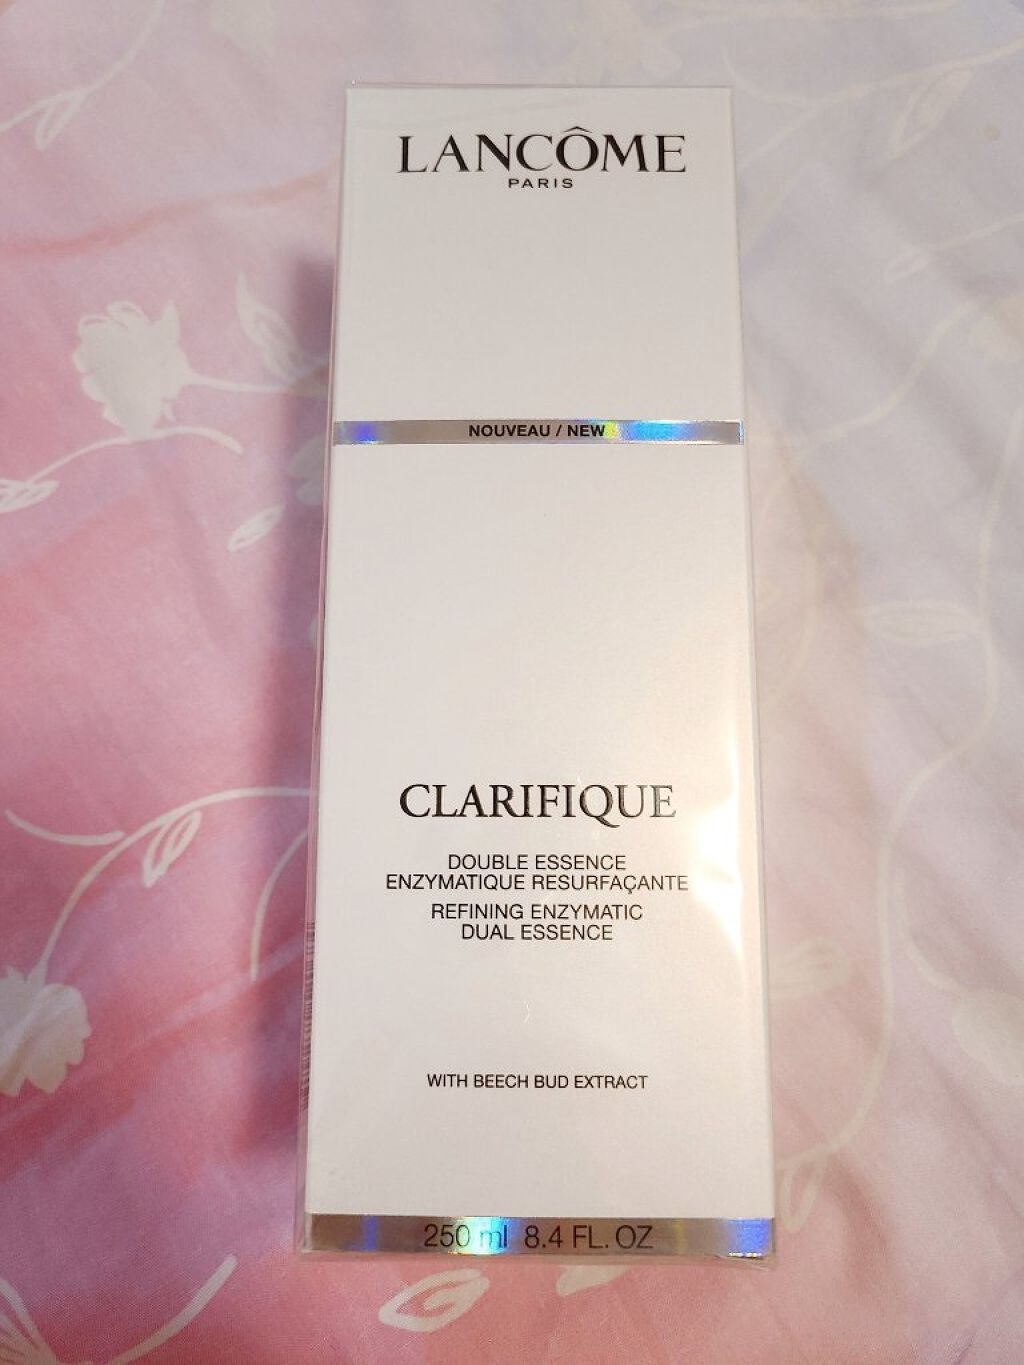 LANCÔME
PARIS
NOUVEAU / NEW
CLARIFIQUE
DOUBLE ESSENCE
ENZYMATIQUE RESURFAÇANTE
REFINING ENZYMATIC
DUAL ESSENCE
WITH BEECH BUD EXTRACT
250 ml 8.4 FL. OZ